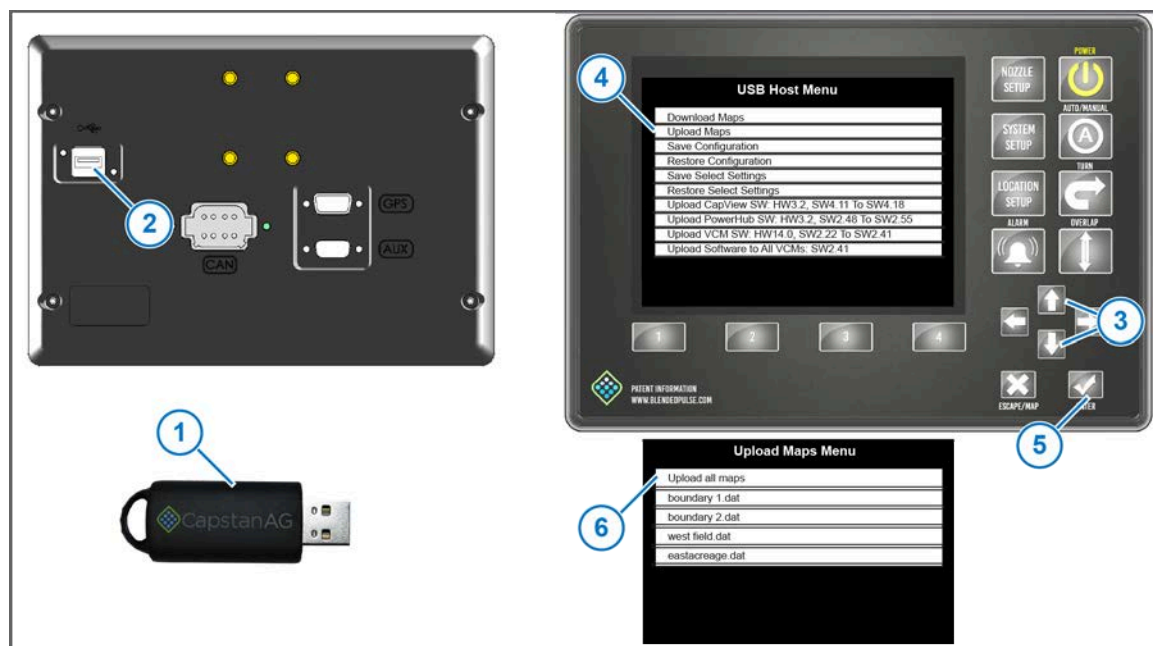 2
GPS
AUX
CAN
1
CapstanAG
4
USB Host Menu
Download Maps
Upload Maps
Save Configuration
Restore Configuration
Save Select Settings
Restore Select Settings
Upload CapView SW: HW3.2, SW4.11 To SW4.18
Upload PowerHub SW: HW3.2, SW2.48 To SW2.55
Upload VCM SW: HW14.0, SW2.22 To SW2.41
Upload Software to All VCMs: SW2.41
POWER
NOZZLE
SETUP
AUTO/MANUAL
SYSTEM
SETUP
A
TURN
LOCATION
SETUP
ALARM
OVERLAP
3
1
2
3
4
PATENT INFORMATION
WWW.BLENDEDPULSE.COM
ESCAPE/MAP
5
Upload Maps Menu
6
Upload all maps
boundary 1.dat
boundary 2.dat
west field.dat
eastacreage.dat